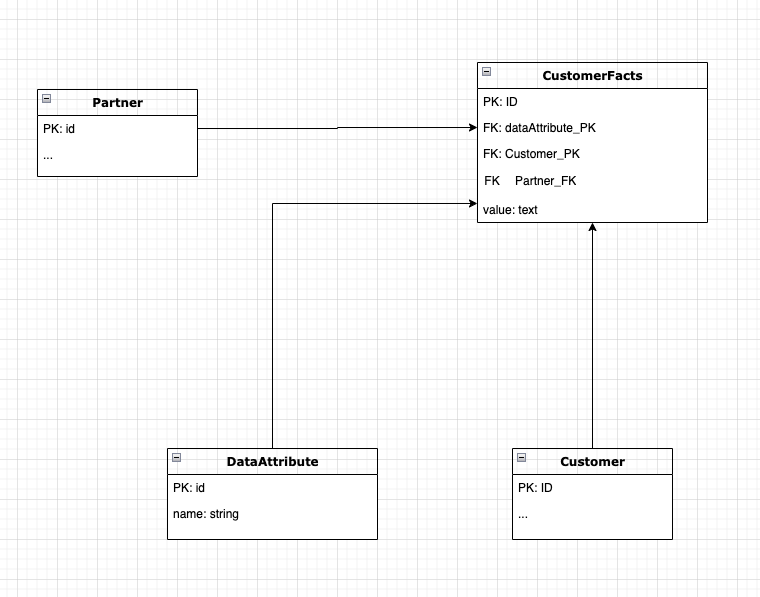 Partner
PK: id
...
CustomerFacts
PK: ID
FK: dataAttribute_PK
FK: Customer_PK
FK Partner_FK
value: text
DataAttribute
PK: id
name: string
Customer
PK: ID
...